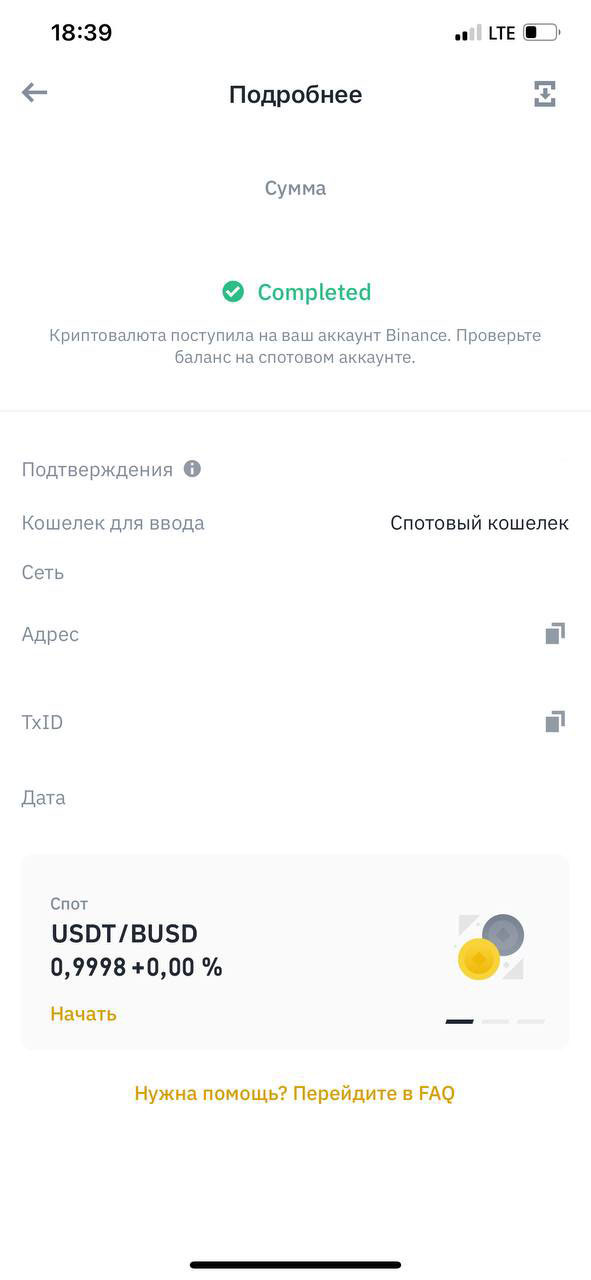 18:39
LTE
Подробнее
Сумма
Completed
Криптовалюта поступила на ваш аккаунт Binance. Проверьте
баланс на спотовом аккаунте.
Подтверждения
Кошелек для ввода Спотовый кошелек
Сеть
Адрес
TxID
Дата
Спот
USDT/BUSD
0,9998 +0,00 %
Начать
Нужна помощь? Перейдите в FAQ